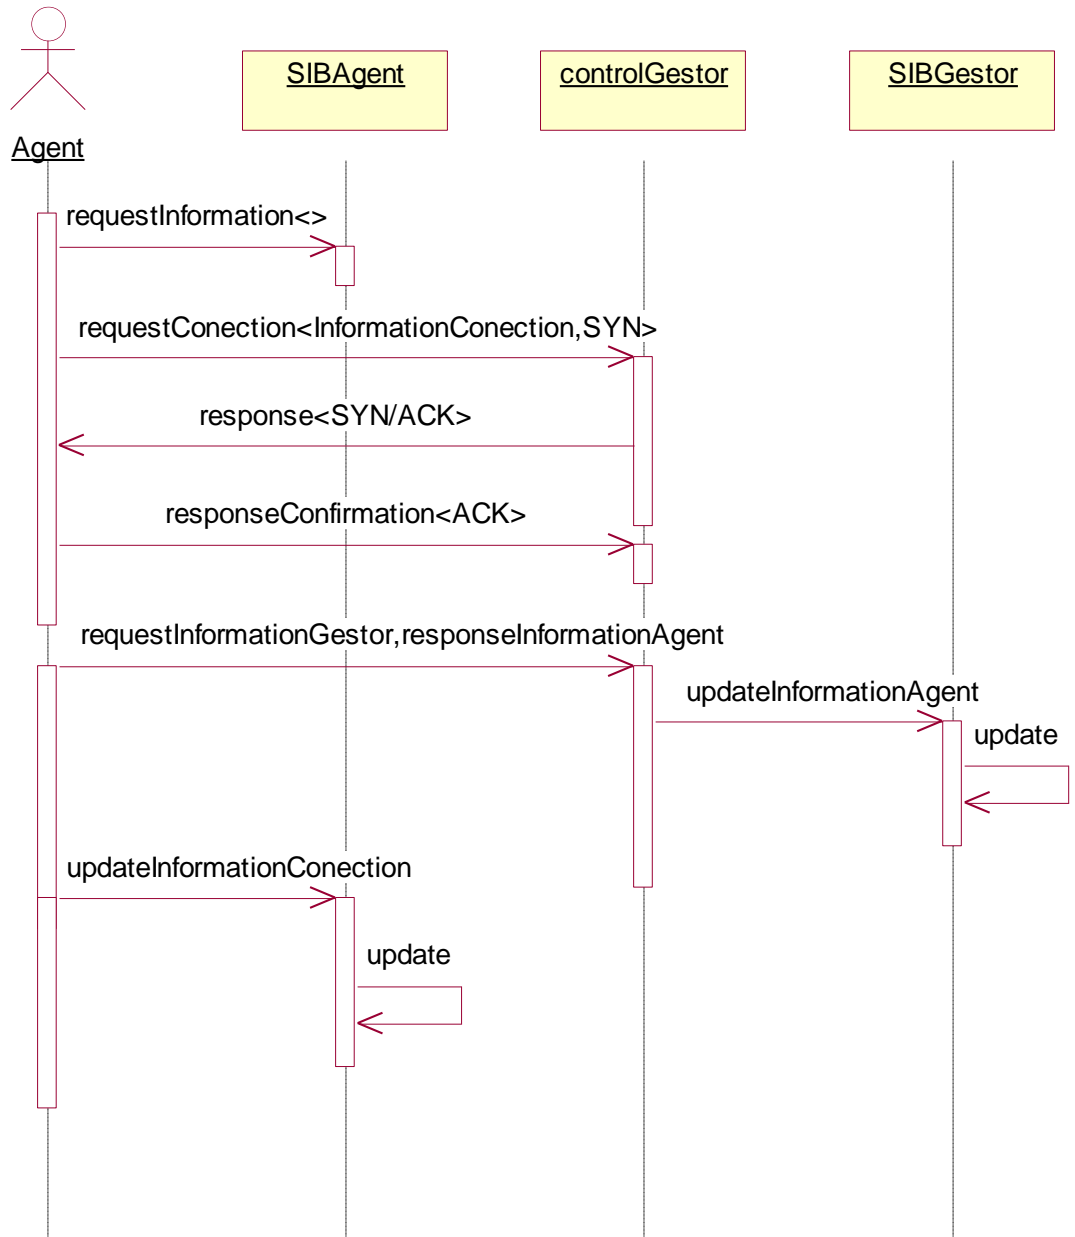 SIBAgent
controlGestor
SIBGestor
Agent
requestInformation<>
requestConection<InformationConection,SYN>
response<SYN/ACK>
responseConfirmation<ACK>
requestInformationGestor,responseInformationAgent
updateInformationAgent
update
updateInformationConection
update